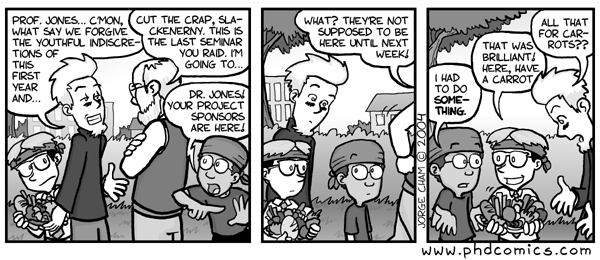 PROF. JONES... C'MON,
WHAT SAY WE FORGIVE
THE YOUTHFUL INDISCRE-
TIONS OF
THIS
FIRST
YEAR
AND...
CUT THE CRAP, SLA-
CKENERNY. THIS IS
THE LAST SEMINAR
YOU RAID. I'M
GOING TO...
DR. JONES!
YOUR PROJECT
SPONSORS
ARE HERE!
WHAT? THEY'RE NOT
SUPPOSED TO BE
HERE UNTIL NEXT
WEEK!
JORGE CHAM © 2004
I HAD
TO DO
SOME-
THING.
THAT WAS
BRILLIANT!
HERE, HAVE
A CARROT
ALL THAT
FOR CAR-
ROTS??
www.phdcomics.com